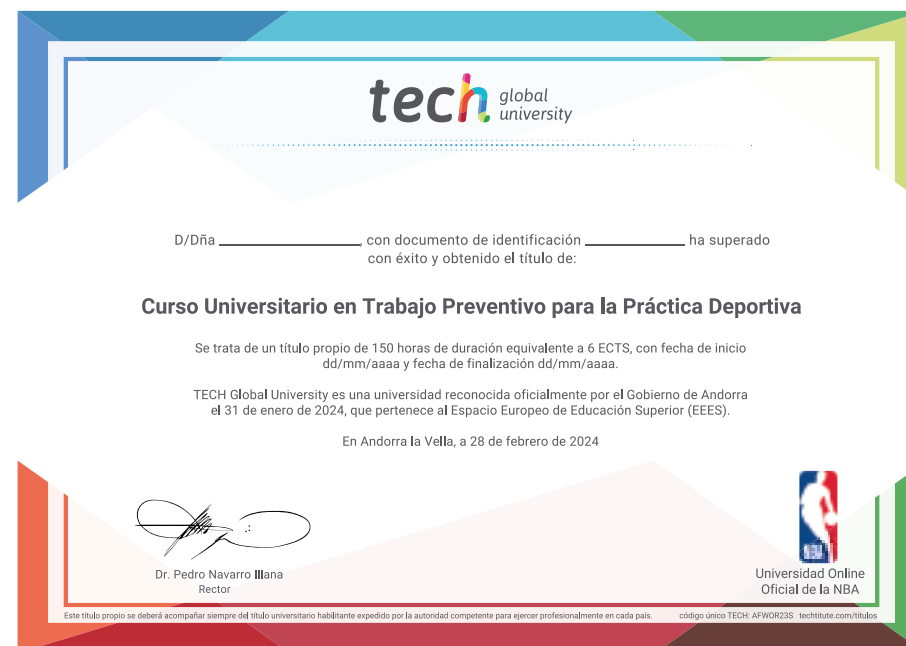 tech global university
D/Dña ____________________, con documento de identificación ______________ ha superado
con éxito y obtenido el título de:
Curso Universitario en Trabajo Preventivo para la Práctica Deportiva
Se trata de un título propio de 150 horas de duración equivalente a 6 ECTS, con fecha de inicio
dd/mm/aaaa y fecha de finalización dd/mm/aaaa.
TECH Global University es una universidad reconocida oficialmente por el Gobierno de Andorra
el 31 de enero de 2024, que pertenece al Espacio Europeo de Educación Superior (EEES).
En Andorra la Vella, a 28 de febrero de 2024
Dr. Pedro Navarro Illana
Rector
NBA
Universidad Online
Oficial de la NBA
Este título propio se deberá acompañar siempre del título universitario habilitante expedido por la autoridad competente para ejercer profesionalmente en cada país. código único TECH: AFWOR23S techtitute.com/titulos